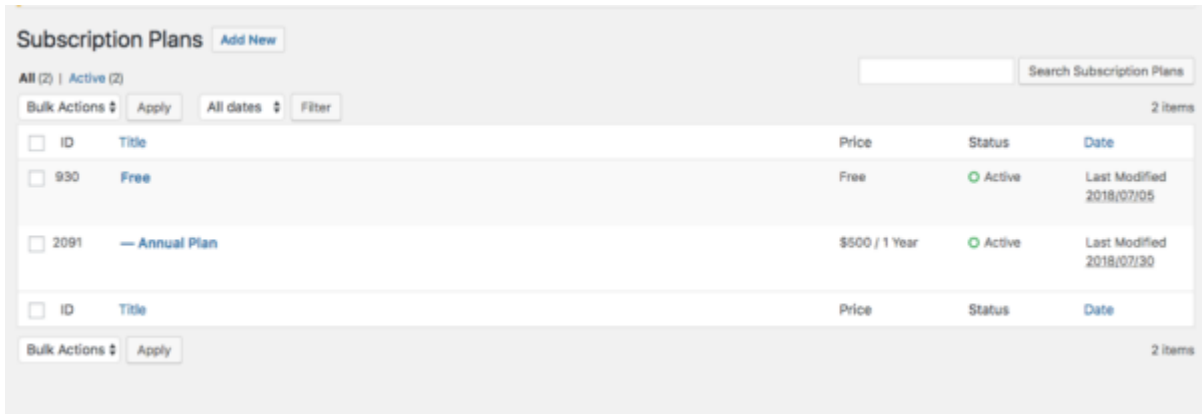 Subscription Plans Add New
All (2) | Active (2)
Search Subscription Plans
Bulk Actions Apply All dates Filter 2 items
ID Title Price Status Date
930 Free Free Active Last Modified
2018/07/05
2091 — Annual Plan $500 / 1 Year Active Last Modified
2018/07/30
ID Title Price Status Date
Bulk Actions Apply 2 items